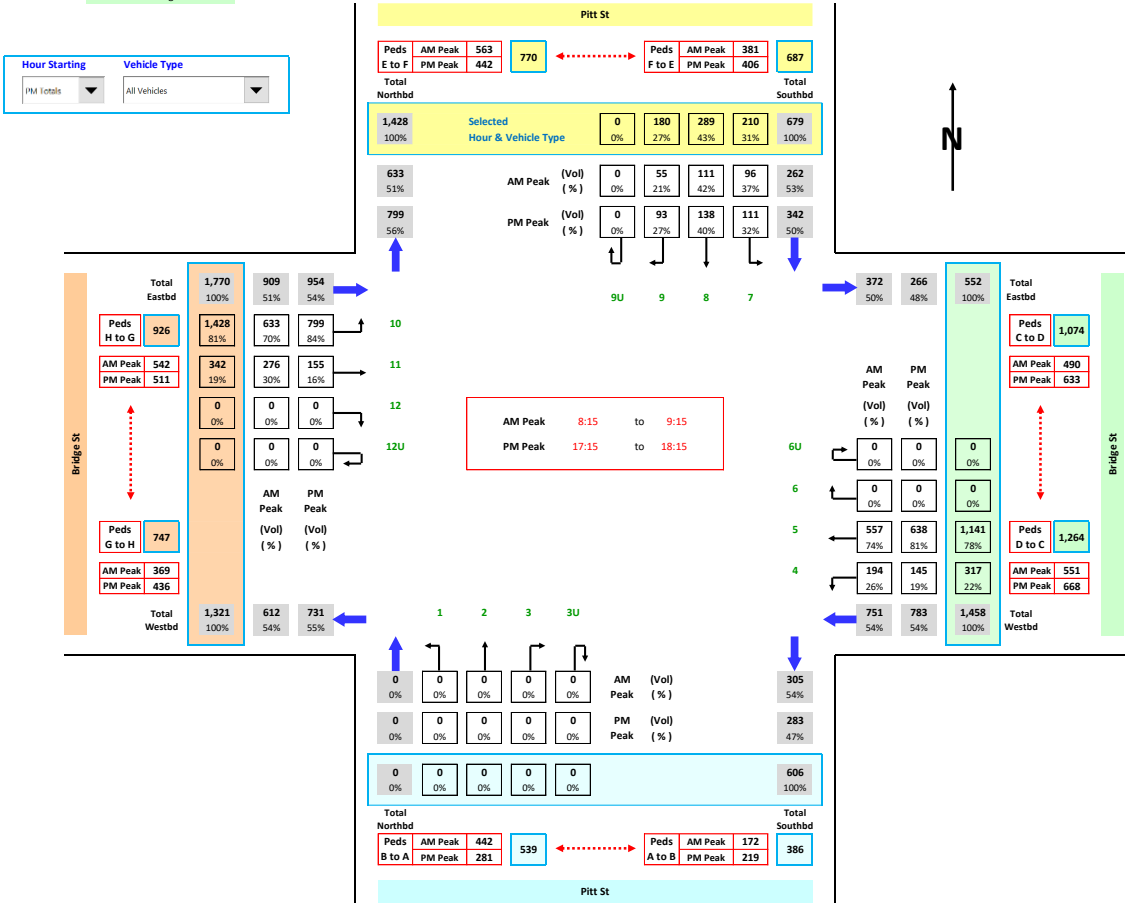 Pitt St
Hour Starting Vehicle Type
PM Totals All Vehicles
Peds AM Peak 563 770 Peds AM Peak 381 687
E to F PM Peak 442 F to E PM Peak 406
Total Total
Northbd Southbd
1,428 Selected 0 180 289 210 679
100% Hour & Vehicle Type 0% 27% 43% 31% 100%
633 AM Peak (Vol) 0 55 111 96 262
51% (%) 0% 21% 42% 37% 53%
799 PM Peak (Vol) 0 93 138 111 342
56% (%) 0% 27% 40% 32% 50%
N
9U 9 8 7
Total 1,770 909 954
Eastbd 100% 51% 54%
Peds 926 1,428 633 799 10
H to G 81% 70% 84%
AM Peak 542 342 276 155 11
PM Peak 511 19% 30% 16%
0 0 0 12
0% 0% 0%
0 0 0 12U
0% 0% 0%
Bridge St
AM PM
Peak Peak
(Vol) (Vol)
(%) (%)
Peds 747
G to H
AM Peak 369
PM Peak 436
Total 1,321 612 731
Westbd 100% 54% 55%
AM Peak 8:15 to 9:15
PM Peak 17:15 to 18:15
372 266 552 Total
50% 48% 100% Eastbd
Peds 1,074
C to D
AM Peak 490
PM Peak 633
AM PM
Peak Peak
(Vol) (Vol)
(%) (%)
6U 0 0 0
0% 0% 0%
6 0 0 0
0% 0% 0%
5 557 638 1,141 Peds 1,264
74% 81% 78% D to C
4 194 145 317 AM Peak 551
26% 19% 22% PM Peak 668
751 783 1,458 Total
54% 54% 100% Westbd
Bridge St
1 2 3 3U
0 0 0 0 0 AM (Vol) 305
0% 0% 0% 0% 0% Peak (%) 54%
0 0 0 0 0 PM (Vol) 283
0% 0% 0% 0% 0% Peak (%) 47%
0 0 0 0 0 606
0% 0% 0% 0% 0% 100%
Total Total
Northbd Southbd
Peds AM Peak 442 539 Peds AM Peak 172 386
B to A PM Peak 281 A to B PM Peak 219
Pitt St